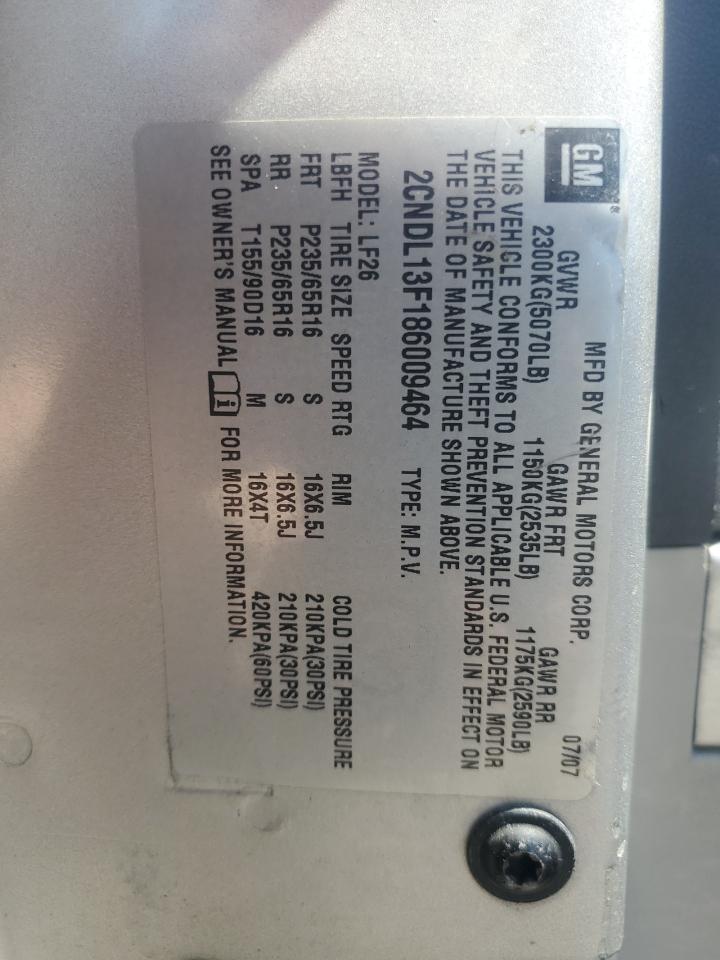 GM
MFD BY GENERAL MOTORS CORP. 07/07
GVWR GAWR FRT GAWR RR
2300KG(5070LB) 1150KG(2535LB) 1175KG(2590LB)
THIS VEHICLE CONFORMS TO ALL APPLICABLE U.S. FEDERAL MOTOR
VEHICLE SAFETY AND THEFT PREVENTION STANDARDS IN EFFECT ON
THE DATE OF MANUFACTURE SHOWN ABOVE.
2CNDL13F186009464 TYPE: M.P.V.
MODEL: LF26
LBFH TIRE SIZE SPEED RTG RIM COLD TIRE PRESSURE
FRT P235/65R16 S 16X6.5J 210KPA(30PSI)
RR P235/65R16 S 16X6.5J 210KPA(30PSI)
SPA T155/90D16 M 16X4T 420KPA(60PSI)
SEE OWNER'S MANUAL i FOR MORE INFORMATION.